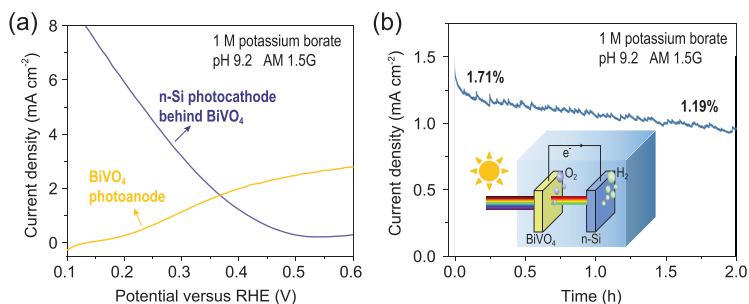 (a)
8
6
4
2
0
Current density (mA cm⁻²)
1 M potassium borate
pH 9.2 AM 1.5G
n-Si photocathode
behind BiVO₄
BiVO₄
photoanode
0.1
0.2
0.3
0.4
0.5
0.6
Potential versus RHE (V)
(b)
1.5
1.0
0.5
0.0
Current density (mA cm⁻²)
1 M potassium borate
pH 9.2 AM 1.5G
1.71%
1.19%
e⁻
O₂
H₂
BiVO₄
n-Si
0.0
0.5
1.0
1.5
2.0
Time (h)